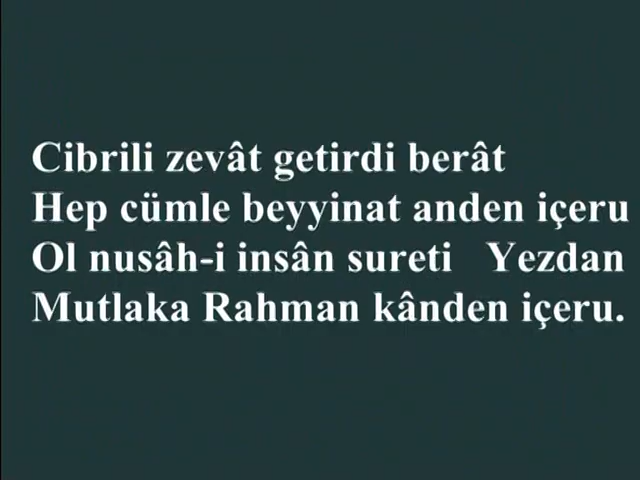 Cibrili zevât getirdi berât
Hep cümle beyyinat anden içeru
Ol nusâh-i insân sureti Yezdan
Mutlaka Rahman kânden içeru.